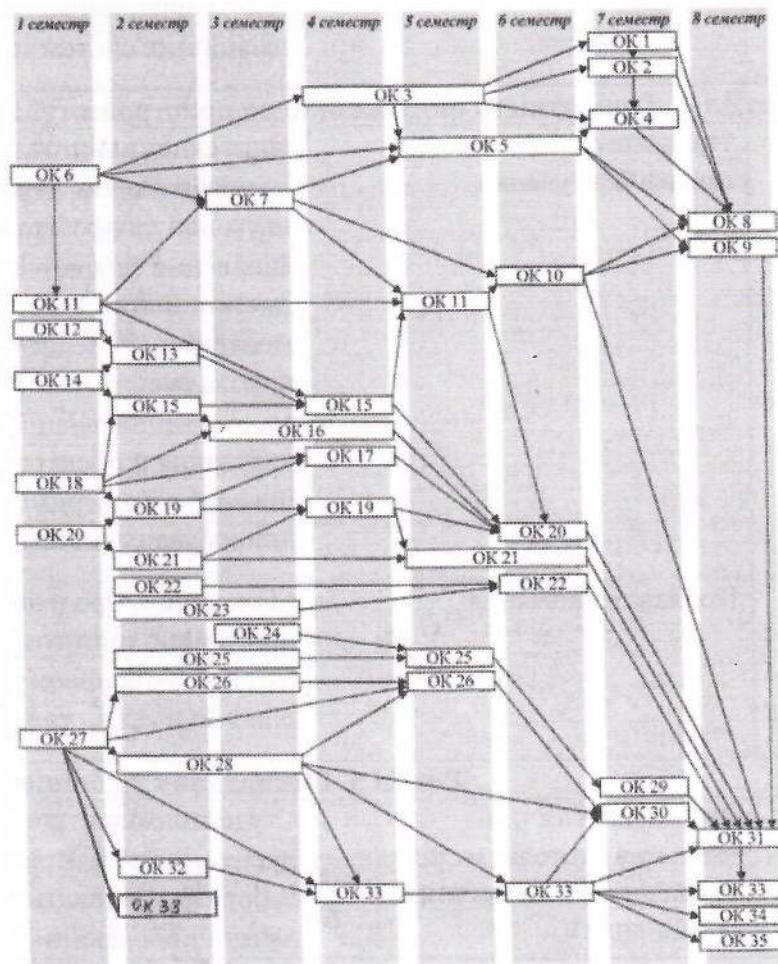 1 семестр 2 семестр 3 семестр 4 семестр 5 семестр 6 семестр 7 семестр 8 семестр
ОК 1
ОК 2
ОК 3
ОК 4
ОК 5
ОК 6
ОК 7
ОК 8
ОК 9
ОК 10
ОК 11 ОК 11
ОК 12
ОК 13
ОК 14
ОК 15 ОК 15
ОК 16
ОК 17
ОК 18
ОК 19 ОК 19
ОК 20 ОК 20
ОК 21 ОК 21
ОК 22 ОК 22
ОК 23
ОК 24
ОК 25 ОК 25
ОК 26 ОК 26
ОК 27
ОК 28
ОК 29
ОК 30
ОК 31
ОК 32
ОК 33 ОК 33 ОК 33
ОК 33
ОК 34
ОК 35